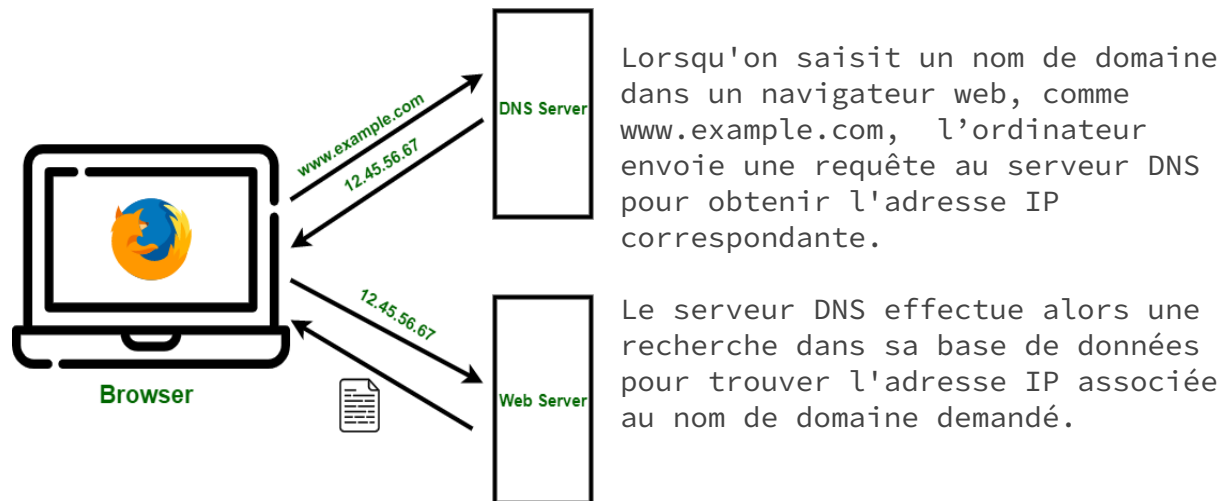 www.example.com
12.45.56.67
DNS Server
12.45.56.67
Web Server
Browser
Lorsqu'on saisit un nom de domaine
dans un navigateur web, comme
www.example.com,  l’ordinateur
envoie une requête au serveur DNS
pour obtenir l'adresse IP
correspondante.
Le serveur DNS effectue alors une
recherche dans sa base de données
pour trouver l'adresse IP associée
au nom de domaine demandé.